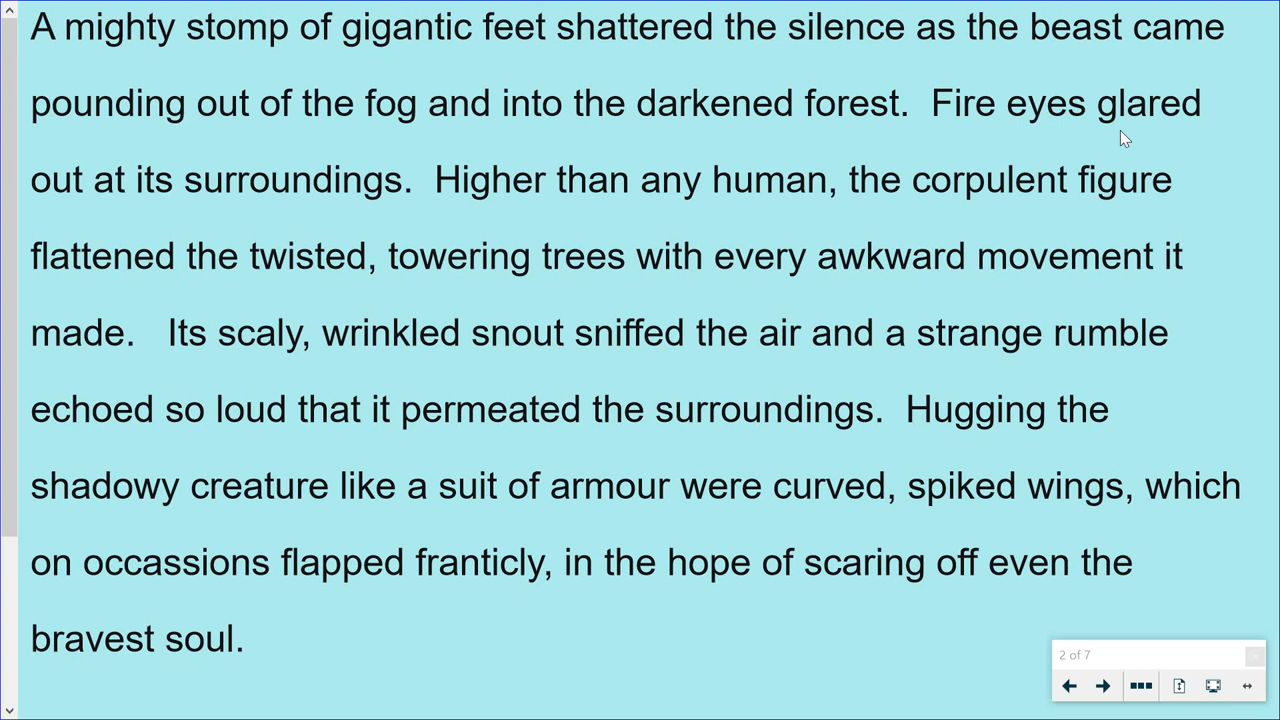 A mighty stomp of gigantic feet shattered the silence as the beast came
pounding out of the fog and into the darkened forest.  Fire eyes glared
out at its surroundings.  Higher than any human, the corpulent figure
flattened the twisted, towering trees with every awkward movement it
made.   Its scaly, wrinkled snout sniffed the air and a strange rumble
echoed so loud that it permeated the surroundings.  Hugging the
shadowy creature like a suit of armour were curved, spiked wings, which
on occassions flapped franticly, in the hope of scaring off even the
bravest soul.
2 of 7